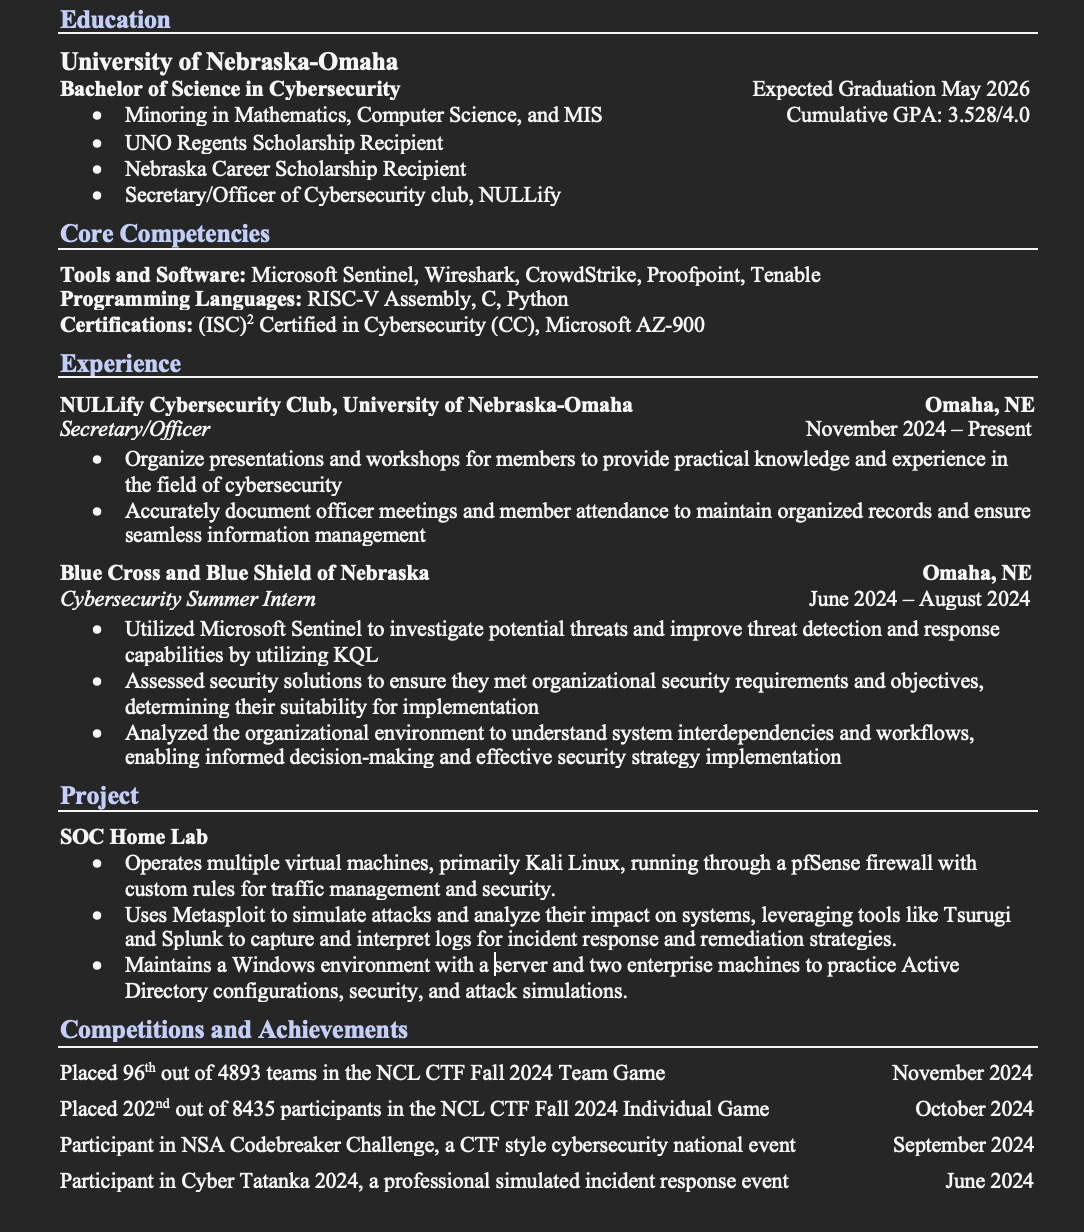 Education
University of Nebraska-Omaha
Bachelor of Science in Cybersecurity Expected Graduation May 2026
• Minoring in Mathematics, Computer Science, and MIS Cumulative GPA: 3.528/4.0
• UNO Regents Scholarship Recipient
• Nebraska Career Scholarship Recipient
• Secretary/Officer of Cybersecurity club, NULLify
Core Competencies
Tools and Software: Microsoft Sentinel, Wireshark, CrowdStrike, Proofpoint, Tenable
Programming Languages: RISC-V Assembly, C, Python
Certifications: (ISC)² Certified in Cybersecurity (CC), Microsoft AZ-900
Experience
NULLify Cybersecurity Club, University of Nebraska-Omaha Omaha, NE
Secretary/Officer November 2024 – Present
• Organize presentations and workshops for members to provide practical knowledge and experience in
the field of cybersecurity
• Accurately document officer meetings and member attendance to maintain organized records and ensure
seamless information management
Blue Cross and Blue Shield of Nebraska Omaha, NE
Cybersecurity Summer Intern June 2024 – August 2024
• Utilized Microsoft Sentinel to investigate potential threats and improve threat detection and response
capabilities by utilizing KQL
• Assessed security solutions to ensure they met organizational security requirements and objectives,
determining their suitability for implementation
• Analyzed the organizational environment to understand system interdependencies and workflows,
enabling informed decision-making and effective security strategy implementation
Project
SOC Home Lab
• Operates multiple virtual machines, primarily Kali Linux, running through a pfSense firewall with
custom rules for traffic management and security.
• Uses Metasploit to simulate attacks and analyze their impact on systems, leveraging tools like Tsurugi
and Splunk to capture and interpret logs for incident response and remediation strategies.
• Maintains a Windows environment with a server and two enterprise machines to practice Active
Directory configurations, security, and attack simulations.
Competitions and Achievements
Placed 96th out of 4893 teams in the NCL CTF Fall 2024 Team Game November 2024
Placed 202nd out of 8435 participants in the NCL CTF Fall 2024 Individual Game October 2024
Participant in NSA Codebreaker Challenge, a CTF style cybersecurity national event September 2024
Participant in Cyber Tatanka 2024, a professional simulated incident response event June 2024